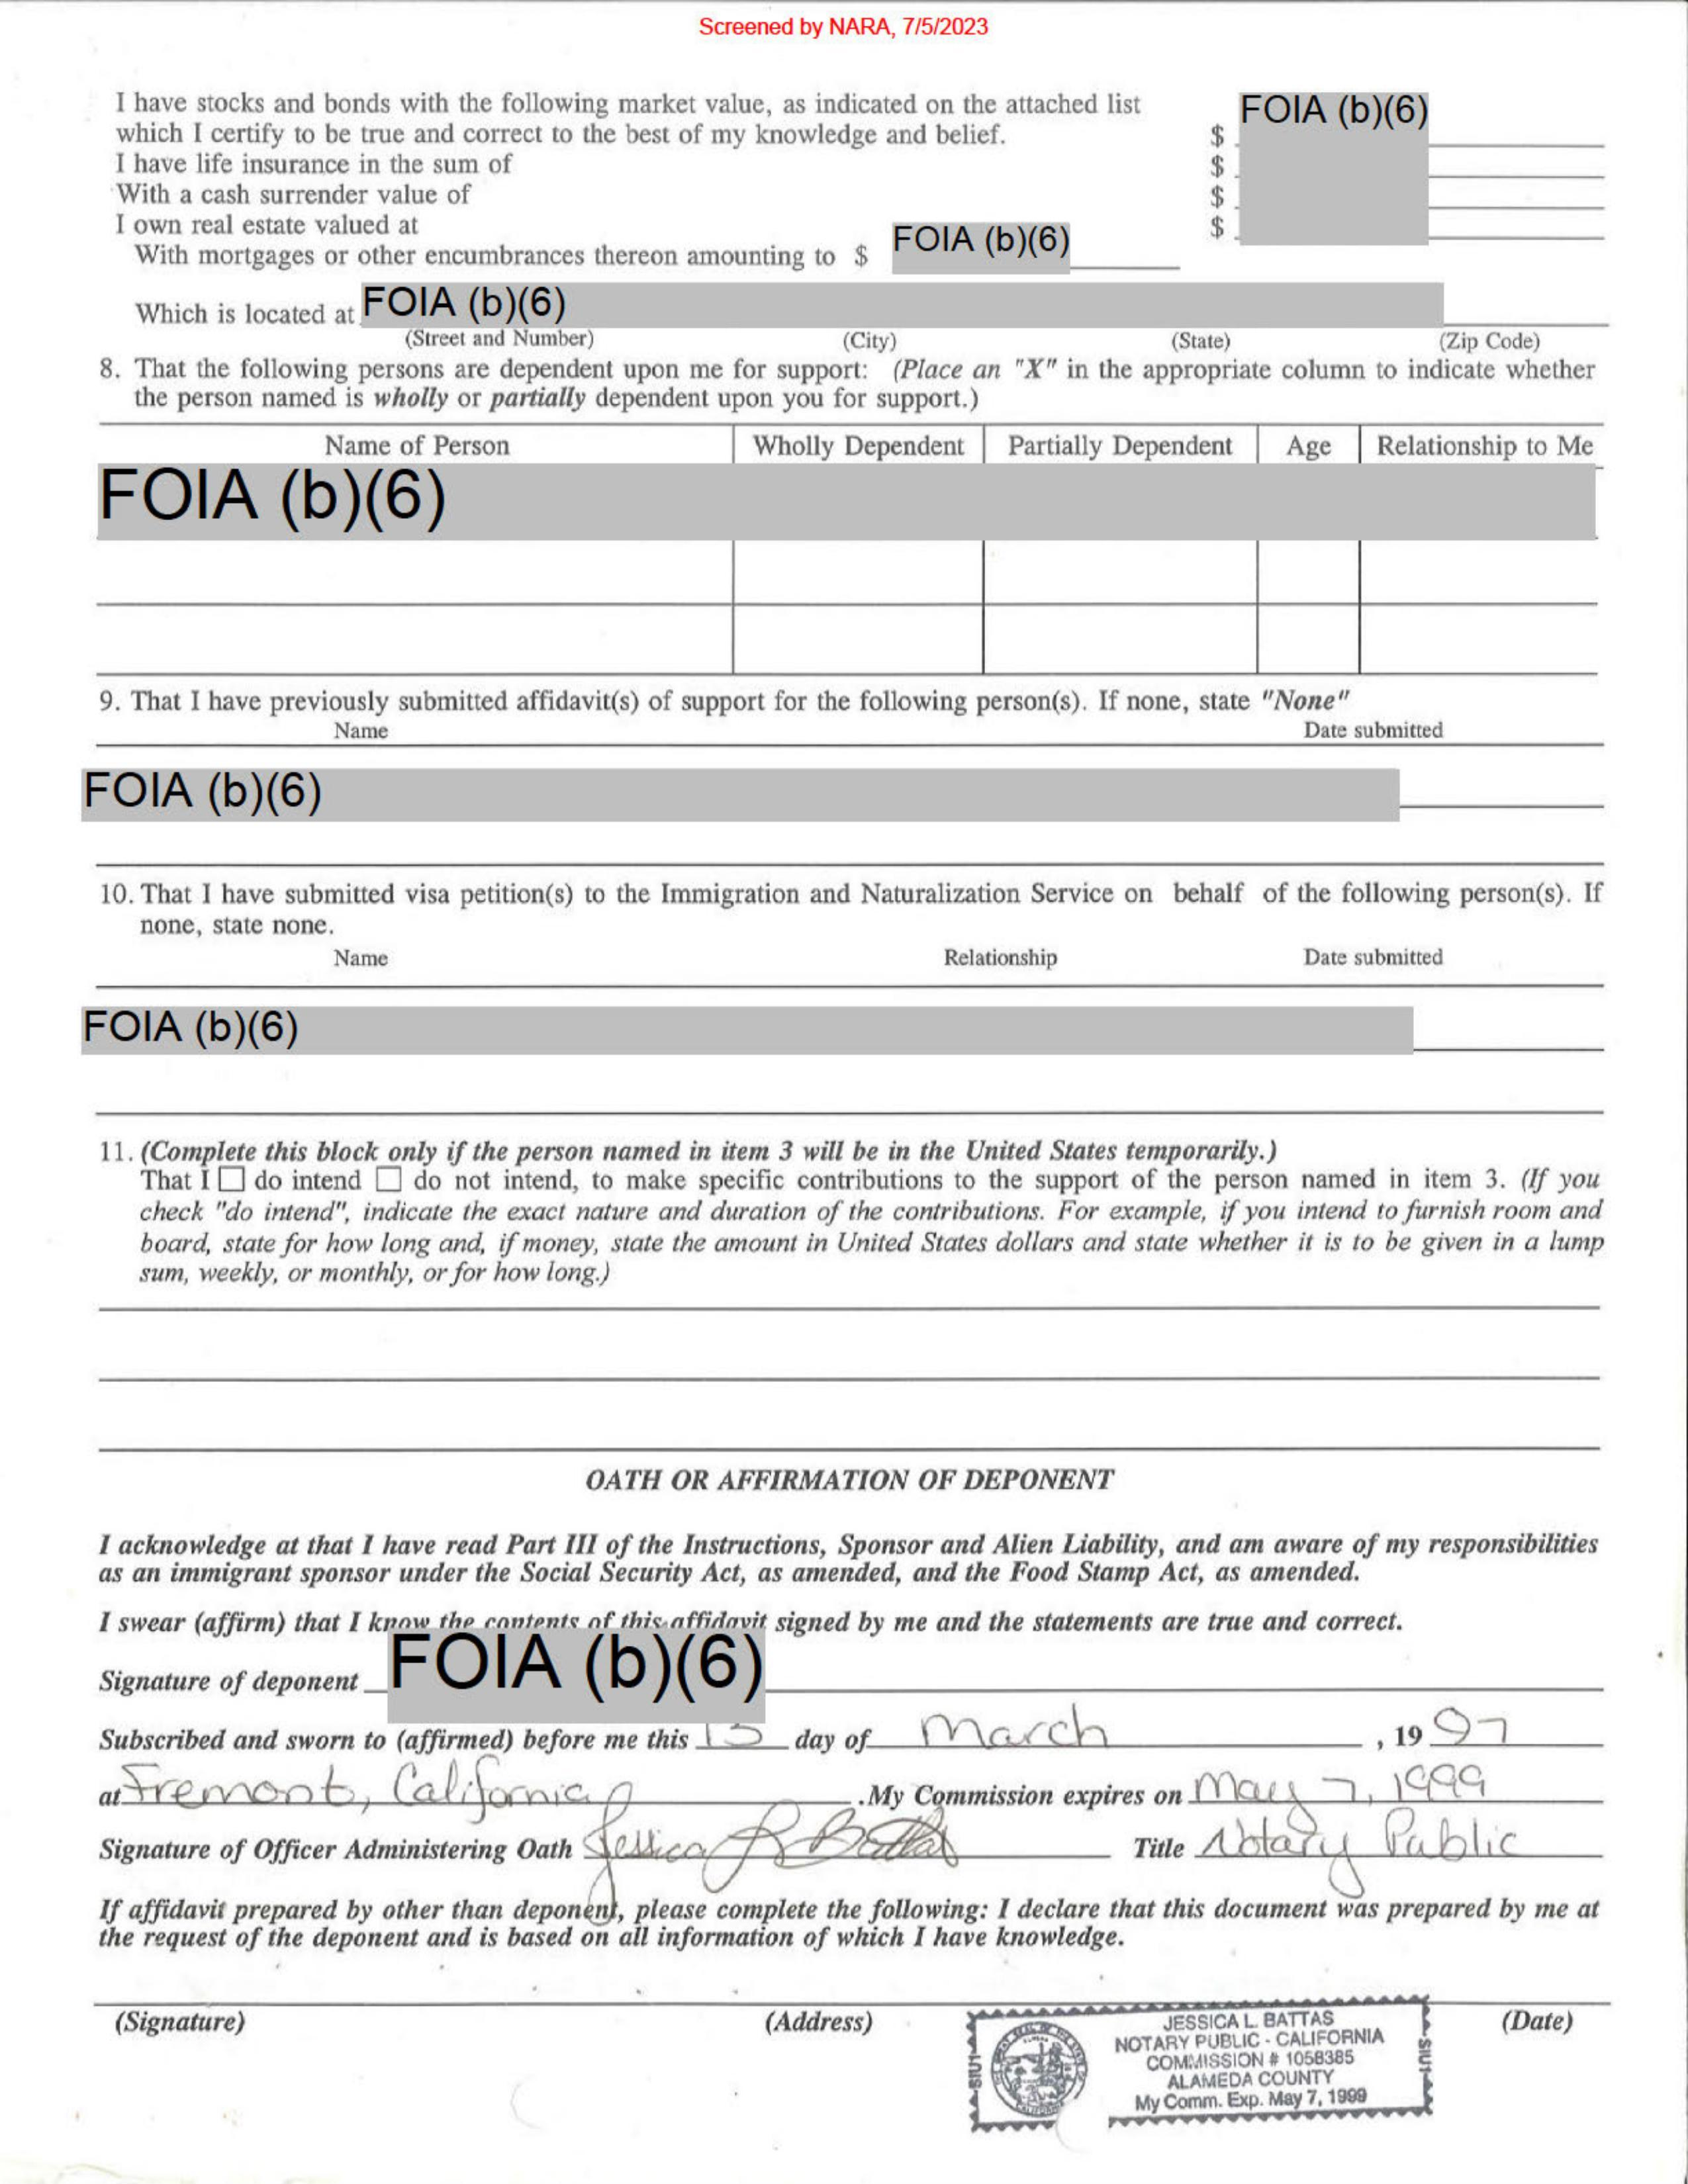 Screened by NARA, 7/5/2023
I have stocks and bonds with the following market value, as indicated on the attached list
which I certify to be true and correct to the best of my knowledge and belief. $ FOIA (b)(6)
I have life insurance in the sum of $
With a cash surrender value of $
I own real estate valued at $
With mortgages or other encumbrances thereon amounting to $ FOIA (b)(6)
Which is located at FOIA (b)(6)
(Street and Number) (City) (State) (Zip Code)
8. That the following persons are dependent upon me for support: (Place an "X" in the appropriate column to indicate whether
the person named is wholly or partially dependent upon you for support.)
Name of Person Wholly Dependent Partially Dependent Age Relationship to Me
FOIA (b)(6)
9. That I have previously submitted affidavit(s) of support for the following person(s). If none, state "None"
Name Date submitted
FOIA (b)(6)
10. That I have submitted visa petition(s) to the Immigration and Naturalization Service on behalf of the following person(s). If
none, state none.
Name Relationship Date submitted
FOIA (b)(6)
11. (Complete this block only if the person named in item 3 will be in the United States temporarily.)
That I ☐ do intend ☐ do not intend, to make specific contributions to the support of the person named in item 3. (If you
check "do intend", indicate the exact nature and duration of the contributions. For example, if you intend to furnish room and
board, state for how long and, if money, state the amount in United States dollars and state whether it is to be given in a lump
sum, weekly, or monthly, or for how long.)
OATH OR AFFIRMATION OF DEPONENT
I acknowledge at that I have read Part III of the Instructions, Sponsor and Alien Liability, and am aware of my responsibilities
as an immigrant sponsor under the Social Security Act, as amended, and the Food Stamp Act, as amended.
I swear (affirm) that I know the contents of this affidavit signed by me and the statements are true and correct.
Signature of deponent FOIA (b)(6)
Subscribed and sworn to (affirmed) before me this day of March , 19 97
at Fremont, California .My Commission expires on May 7, 1999
Signature of Officer Administering Oath Jessica L Battas Title Notary Public
If affidavit prepared by other than deponent, please complete the following: I declare that this document was prepared by me at
the request of the deponent and is based on all information of which I have knowledge.
(Signature) (Address) (Date)
JESSICA L. BATTAS
NOTARY PUBLIC - CALIFORNIA
COMMISSION # 1058385
ALAMEDA COUNTY
My Comm. Exp. May 7, 1999